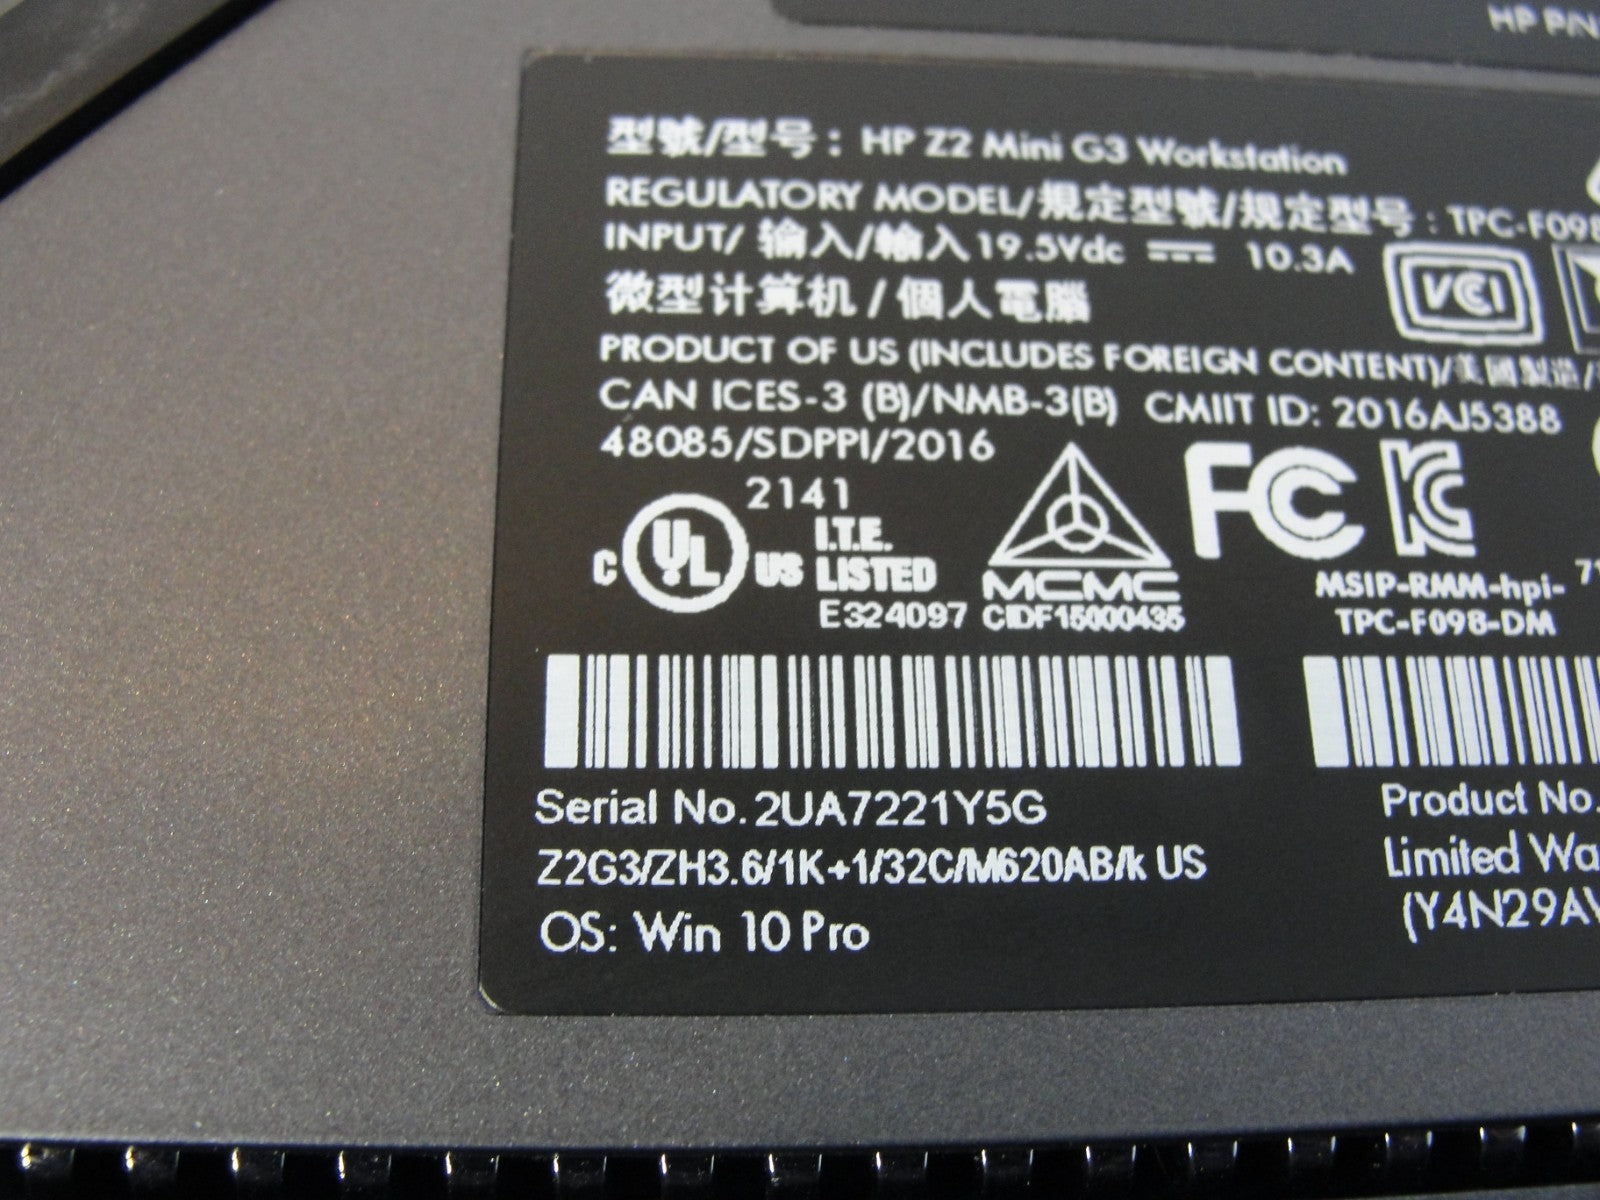 HP P/N
型號/型号: HP Z2 Mini G3 Workstation
REGULATORY MODEL/規定型號/規定型号: TPC-F098
INPUT/ 输入/輸入 19.5Vdc ⎓ 10.3A
VCCI
微型计算机 / 個人電腦
PRODUCT OF US (INCLUDES FOREIGN CONTENT)/美國製造/
CAN ICES-3 (B)/NMB-3(B) CMIIT ID: 2016AJ5388
48085/SDPPI/2016
C UL US
2141
I.T.E.
LISTED
E324097
MCMC
CIDF15000435
FC
MSIP-RMM-hpi-
TPC-F098-DM
Serial No. 2UA7221Y5G
Z2G3/ZH3.6/1K+1/32C/M620AB/k US
OS: Win 10 Pro
Product No.
Limited Wa
(Y4N29AV